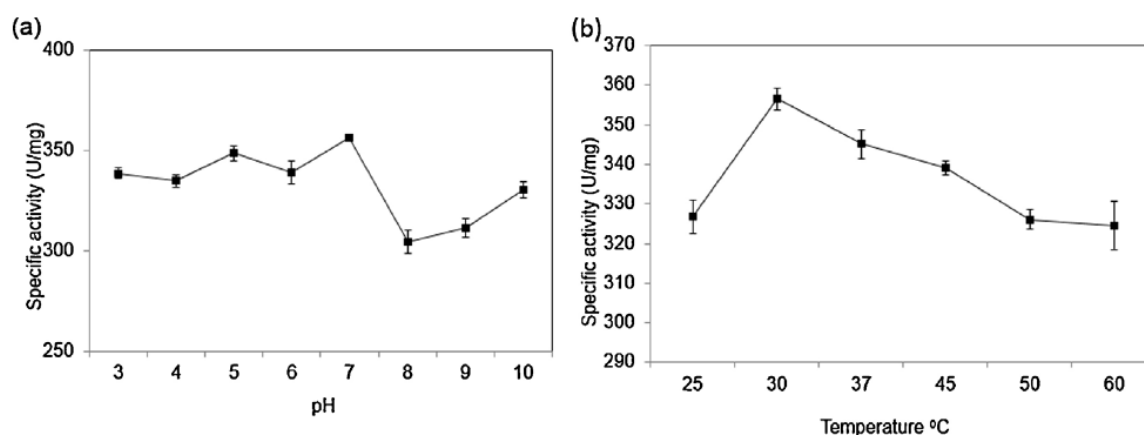 (a)
400
350
300
250
Specific activity (U/mg)
3 4 5 6 7 8 9 10
pH
(b)
370
360
350
340
330
320
310
300
290
Specific activity (U/mg)
25 30 37 45 50 60
Temperature ⁰C